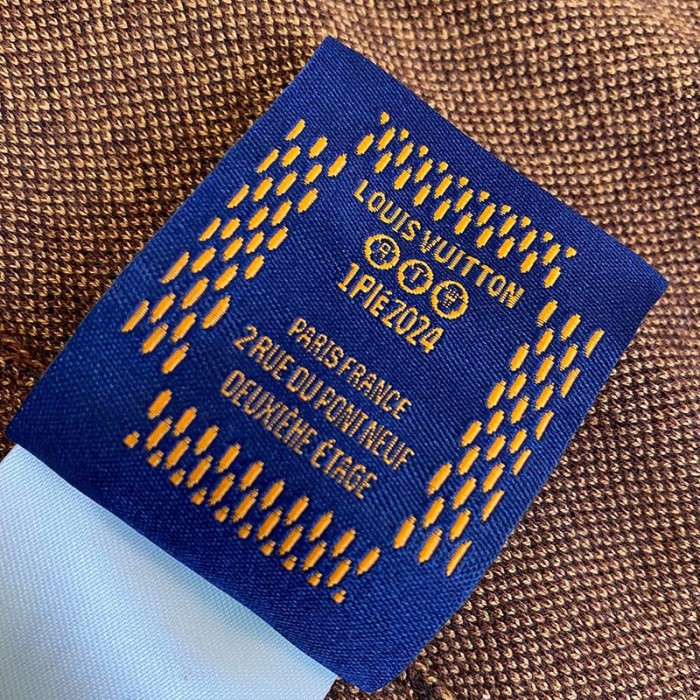 LOUIS VUITTON
1PIE2024
PARIS FRANCE
2 RUE DU PONT NEUF
DEUXIÈME ÉTAGE